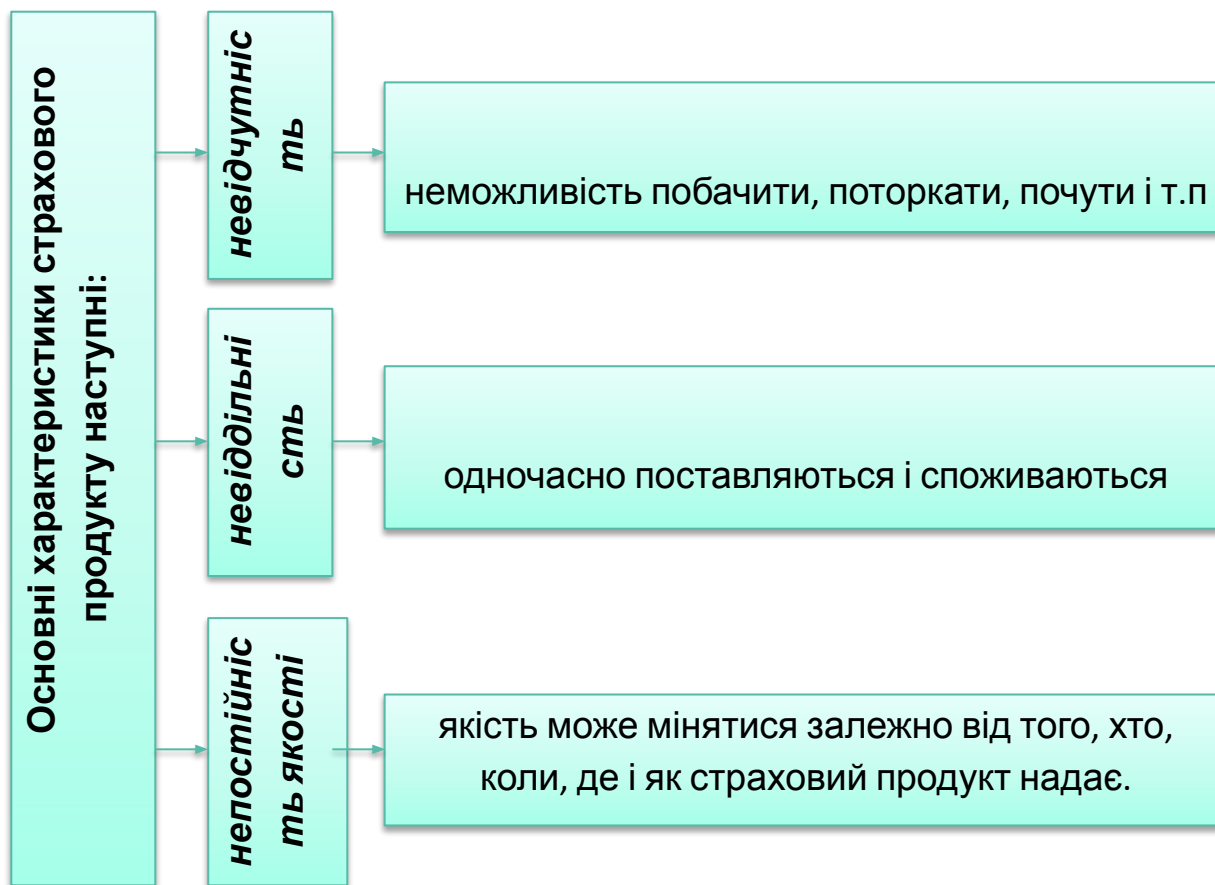 Основні характеристики страхового
продукту наступні:
невідчутніс
ть
неможливість побачити, поторкати, почути і т.п
невіддільні
сть
одночасно поставляються і споживаються
непостійніс
ть якості
якість може мінятися залежно від того, хто,
коли, де і як страховий продукт надає.